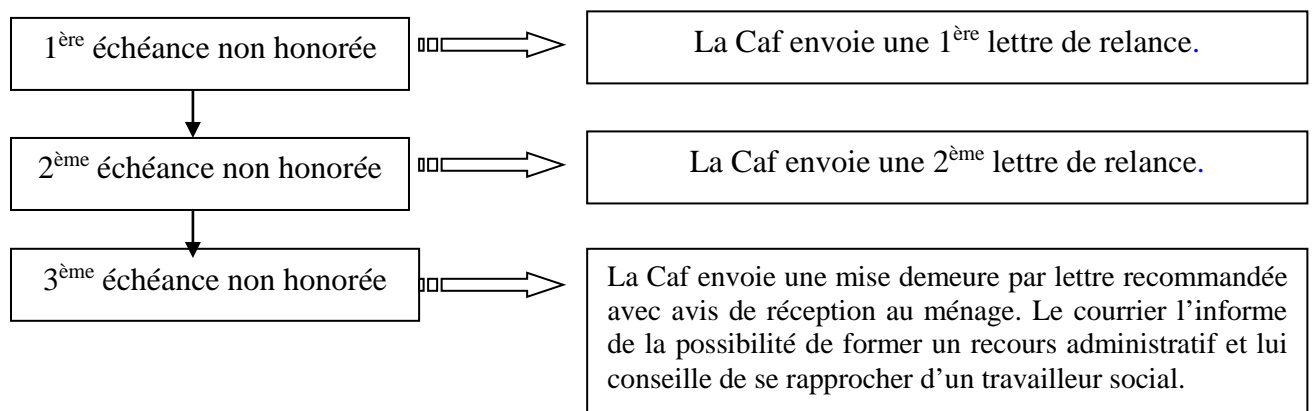 1ère échéance non honorée
La Caf envoie une 1ère lettre de relance.
2ème échéance non honorée
La Caf envoie une 2ème lettre de relance.
3ème échéance non honorée
La Caf envoie une mise demeure par lettre recommandée
avec avis de réception au ménage. Le courrier l’informe
de la possibilité de former un recours administratif et lui
conseille de se rapprocher d’un travailleur social.